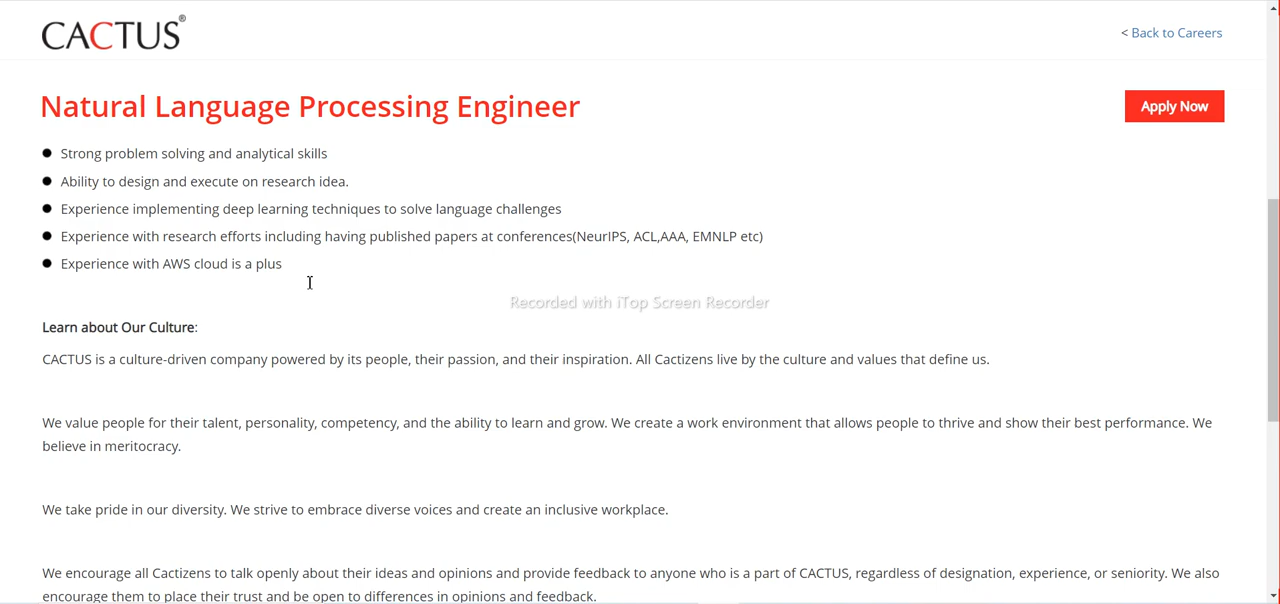 CACTUS®
< Back to Careers
Natural Language Processing Engineer
Apply Now
● Strong problem solving and analytical skills
● Ability to design and execute on research idea.
● Experience implementing deep learning techniques to solve language challenges
● Experience with research efforts including having published papers at conferences(NeurIPS, ACL,AAA, EMNLP etc)
● Experience with AWS cloud is a plus
Recorded with iTop Screen Recorder
Learn about Our Culture:
CACTUS is a culture-driven company powered by its people, their passion, and their inspiration. All Cactizens live by the culture and values that define us.
We value people for their talent, personality, competency, and the ability to learn and grow. We create a work environment that allows people to thrive and show their best performance. We
believe in meritocracy.
We take pride in our diversity. We strive to embrace diverse voices and create an inclusive workplace.
We encourage all Cactizens to talk openly about their ideas and opinions and provide feedback to anyone who is a part of CACTUS, regardless of designation, experience, or seniority. We also
encourage them to place their trust and be open to differences in opinions and feedback.